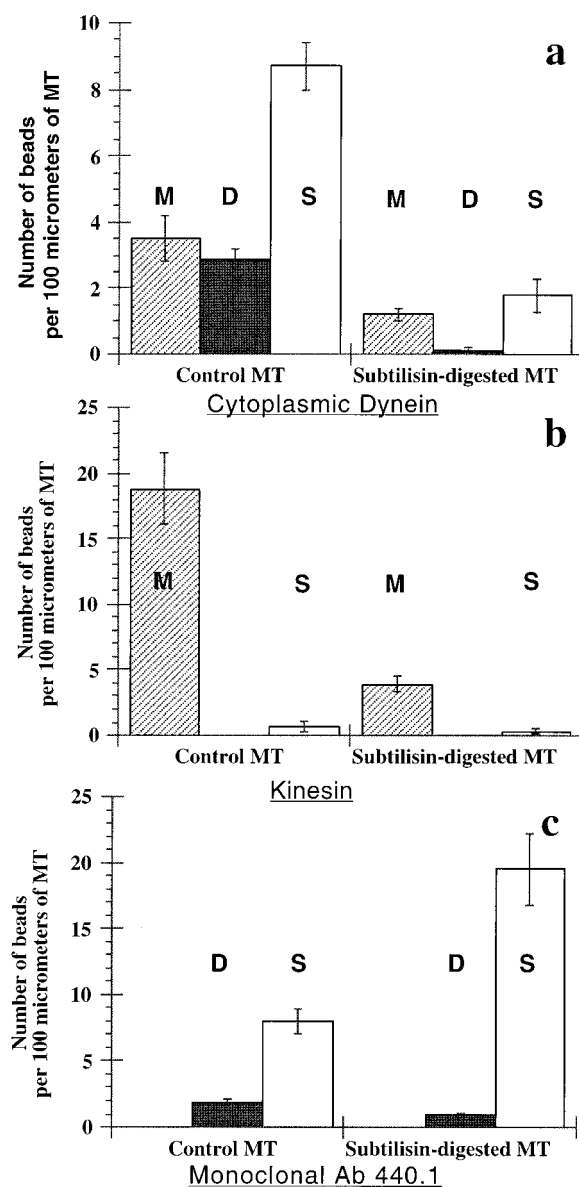 a
Number of beads
per 100 micrometers of MT
10
8
6
4
2
0
M D S M D S
Control MT Subtilisin-digested MT
Cytoplasmic Dynein
b
Number of beads
per 100 micrometers of MT
25
20
15
10
5
0
M S M S
Control MT Subtilisin-digested MT
Kinesin
c
Number of beads
per 100 micrometers of MT
25
20
15
10
5
0
D S D S
Control MT Subtilisin-digested MT
Monoclonal Ab 440.1